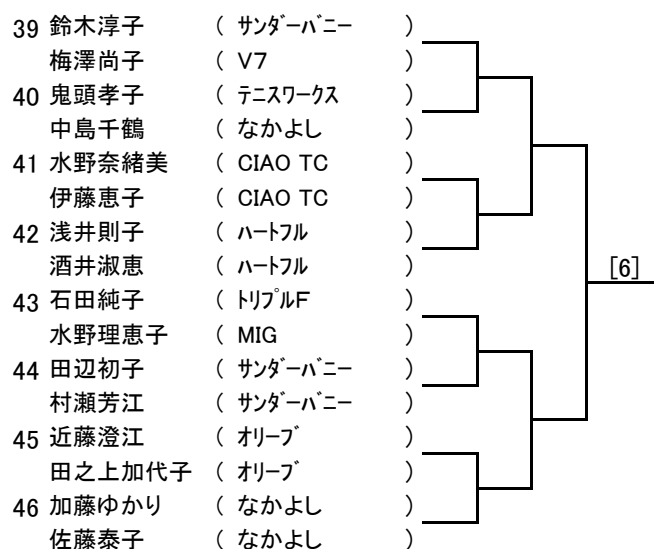 39 鈴木淳子 ( ｻﾝﾀﾞｰﾊﾞﾆｰ )
梅澤尚子 ( V7 )
40 鬼頭孝子 ( ﾃﾆｽﾜｰｸｽ )
中島千鶴 ( なかよし )
41 水野奈緒美 ( CIAO TC )
伊藤恵子 ( CIAO TC )
42 浅井則子 ( ﾊｰﾄﾌﾙ )
酒井淑恵 ( ﾊｰﾄﾌﾙ )
[6]
43 石田純子 ( ﾄﾘﾌﾟﾙF )
水野理恵子 ( MIG )
44 田辺初子 ( ｻﾝﾀﾞｰﾊﾞﾆｰ )
村瀬芳江 ( ｻﾝﾀﾞｰﾊﾞﾆｰ )
45 近藤澄江 ( ｵﾘｰﾌﾞ )
田之上加代子 ( ｵﾘｰﾌﾞ )
46 加藤ゆかり ( なかよし )
佐藤泰子 ( なかよし )